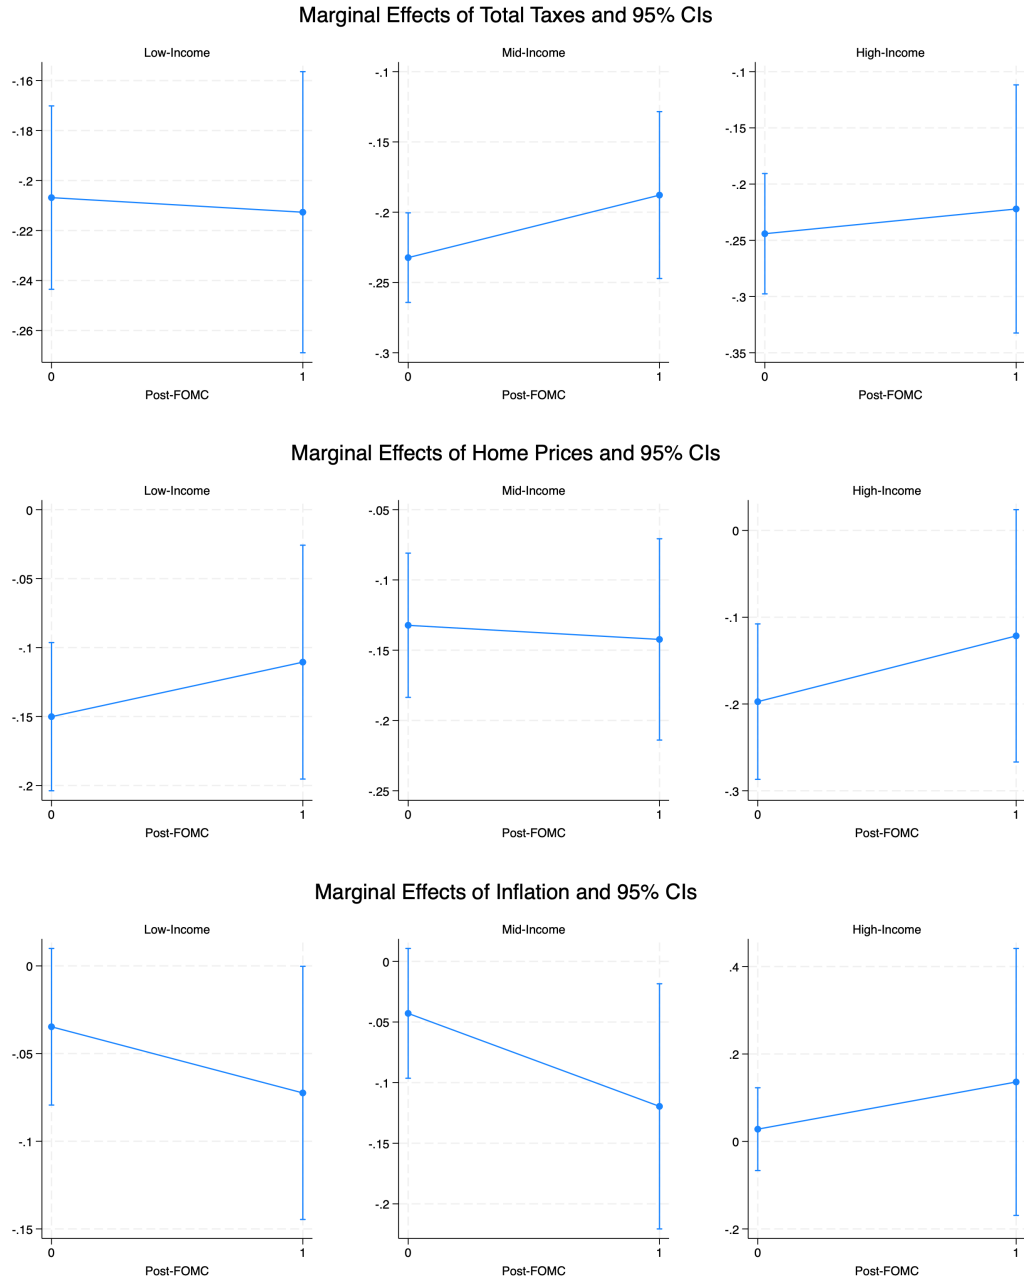 Marginal Effects of Total Taxes and 95% CIs
Low-Income
-.16
-.18
-.2
-.22
-.24
-.26
0
1
Post-FOMC
Mid-Income
-.1
-.15
-.2
-.25
-.3
0
1
Post-FOMC
High-Income
-.1
-.15
-.2
-.25
-.3
-.35
0
1
Post-FOMC
Marginal Effects of Home Prices and 95% CIs
Low-Income
0
-.05
-.1
-.15
-.2
0
1
Post-FOMC
Mid-Income
-.05
-.1
-.15
-.2
-.25
0
1
Post-FOMC
High-Income
0
-.1
-.2
-.3
0
1
Post-FOMC
Marginal Effects of Inflation and 95% CIs
Low-Income
0
-.05
-.1
-.15
0
1
Post-FOMC
Mid-Income
0
-.05
-.1
-.15
-.2
0
1
Post-FOMC
High-Income
.4
.2
0
-.2
0
1
Post-FOMC